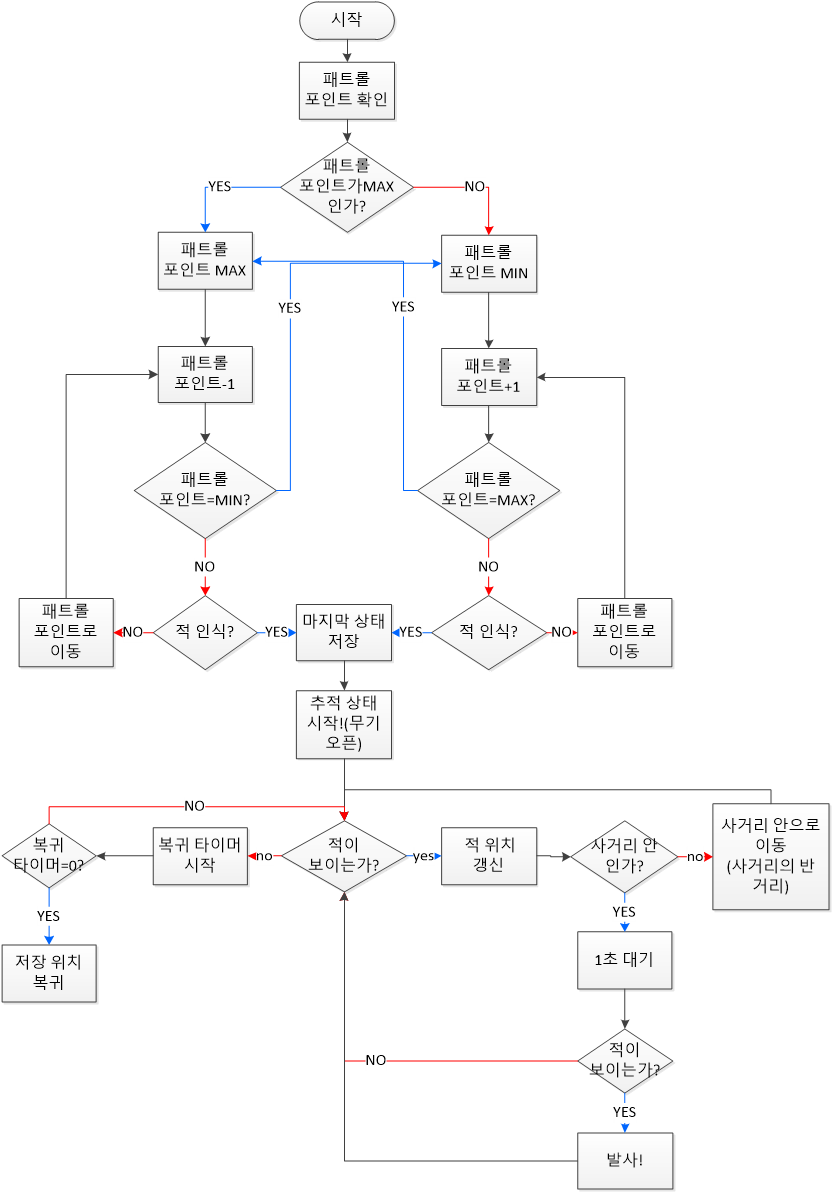 시작
패트롤
포인트 확인
패트롤
포인트가MAX
인가?
YES
NO
패트롤
포인트 MAX
패트롤
포인트 MIN
YES
YES
패트롤
포인트-1
패트롤
포인트+1
패트롤
포인트=MIN?
패트롤
포인트=MAX?
NO
NO
패트롤
포인트로
이동
NO
적 인식?
YES
마지막 상태
저장
YES
적 인식?
NO
패트롤
포인트로
이동
추적 상태
시작!(무기
오픈)
NO
복귀
타이머=0?
복귀 타이머
시작
no
적이
보이는가?
yes
적 위치
갱신
사거리 안
인가?
no
사거리 안으로
이동
(사거리의 반
거리)
YES
YES
저장 위치
복귀
1초 대기
NO
적이
보이는가?
YES
발사!